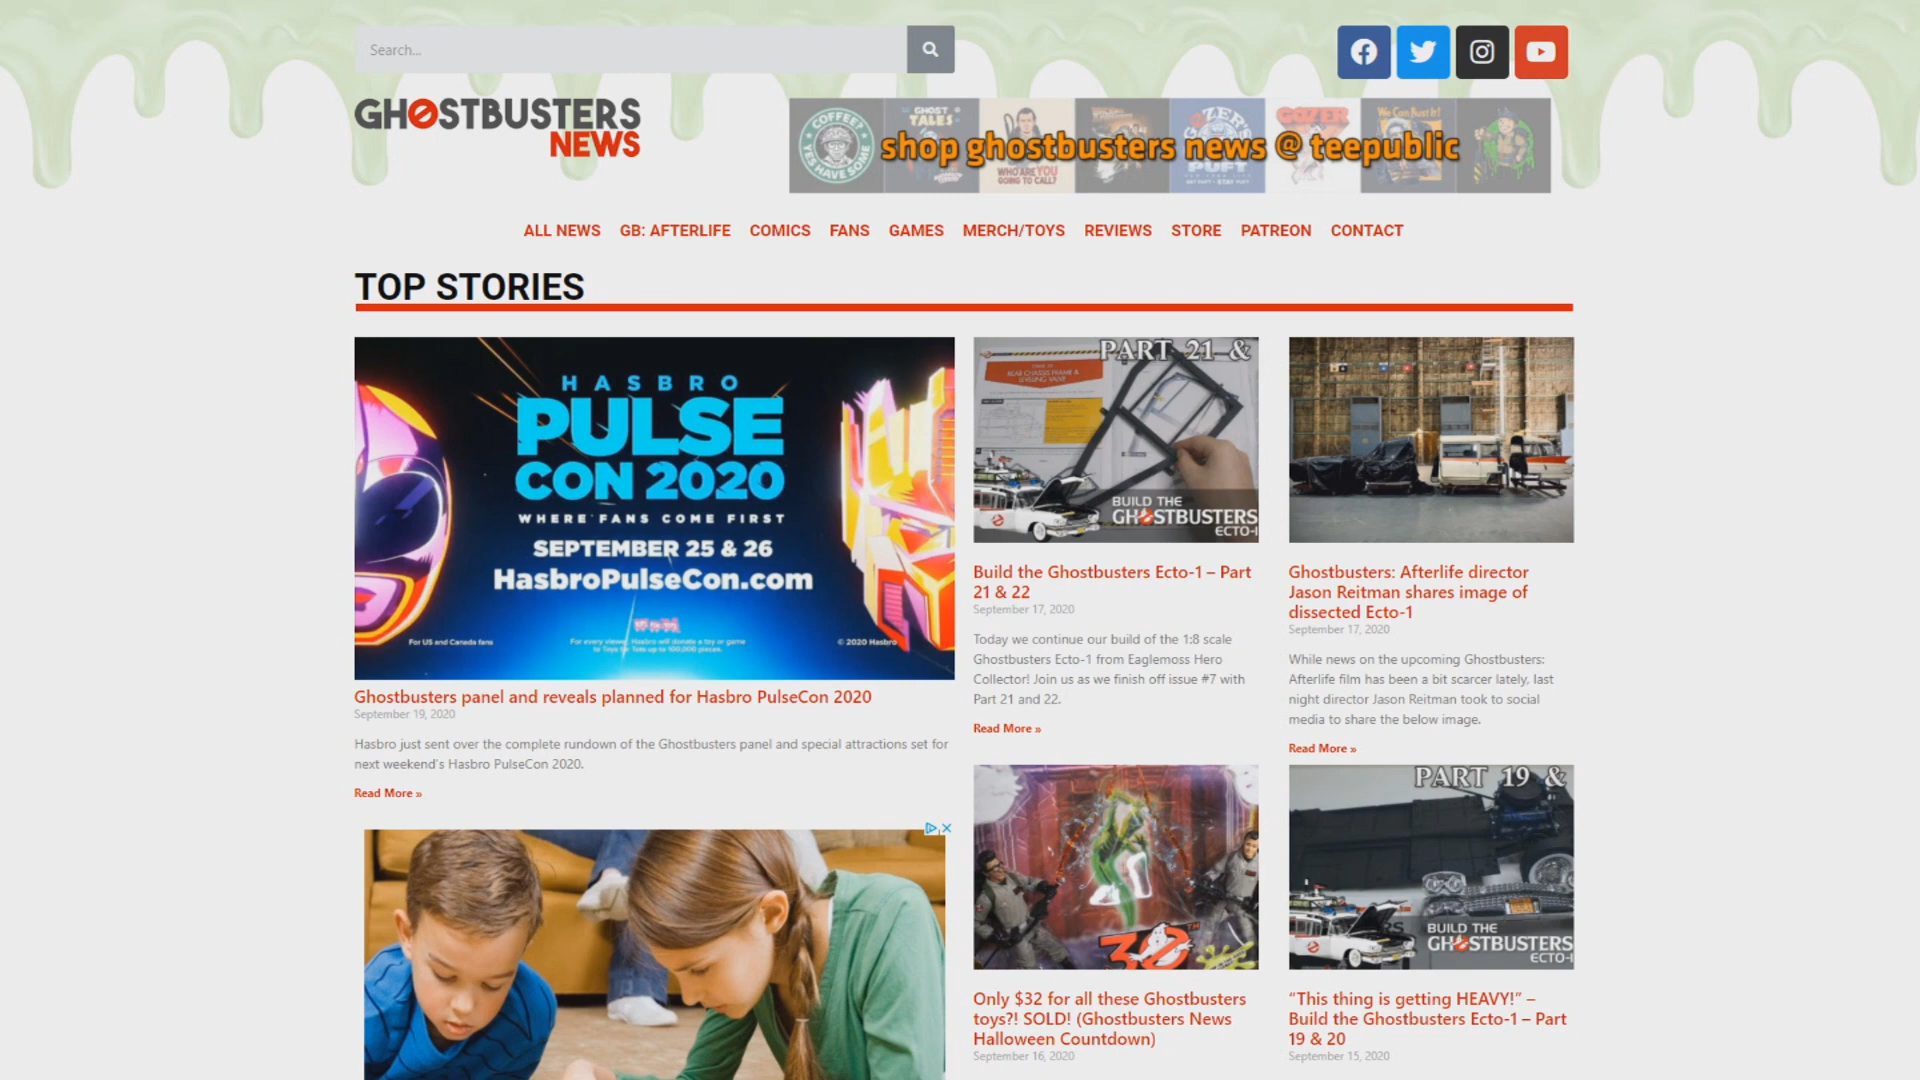 Search...
GHOSTBUSTERS
NEWS
COFFEE?
YES HAVE SOME
GHOST
TALES
WHO ARE YOU
GOING TO CALL?
GOZER
We Can Bust It!
shop ghostbusters news @ teepublic
ALL NEWS GB: AFTERLIFE COMICS FANS GAMES MERCH/TOYS REVIEWS STORE PATREON CONTACT
TOP STORIES
HASBRO
PULSE
CON 2020
WHERE FANS COME FIRST
SEPTEMBER 25 & 26
HasbroPulseCon.com
For US and Canada fans
For every viewer, Hasbro will donate a toy or game
to Toys for Tots up to 100,000 pieces.
© 2020 Hasbro
Ghostbusters panel and reveals planned for Hasbro PulseCon 2020
September 19, 2020
Hasbro just sent over the complete rundown of the Ghostbusters panel and special attractions set for
next weekend's Hasbro PulseCon 2020.
Read More »
PART 21 &
REAR CHASSIS FRAME &
LEVELING VALVE
BUILD THE
GHOSTBUSTERS
ECTO-1
Build the Ghostbusters Ecto-1 – Part
21 & 22
September 17, 2020
Today we continue our build of the 1:8 scale
Ghostbusters Ecto-1 from Eaglemoss Hero
Collector! Join us as we finish off issue #7 with
Part 21 and 22.
Read More »
Ghostbusters: Afterlife director
Jason Reitman shares image of
dissected Ecto-1
September 17, 2020
While news on the upcoming Ghostbusters:
Afterlife film has been a bit scarcer lately, last
night director Jason Reitman took to social
media to share the below image.
Read More »
30TH
Only $32 for all these Ghostbusters
toys?! SOLD! (Ghostbusters News
Halloween Countdown)
September 16, 2020
PART 19 &
BUILD THE
GHOSTBUSTERS
ECTO-1
“This thing is getting HEAVY!” –
Build the Ghostbusters Ecto-1 – Part
19 & 20
September 15, 2020